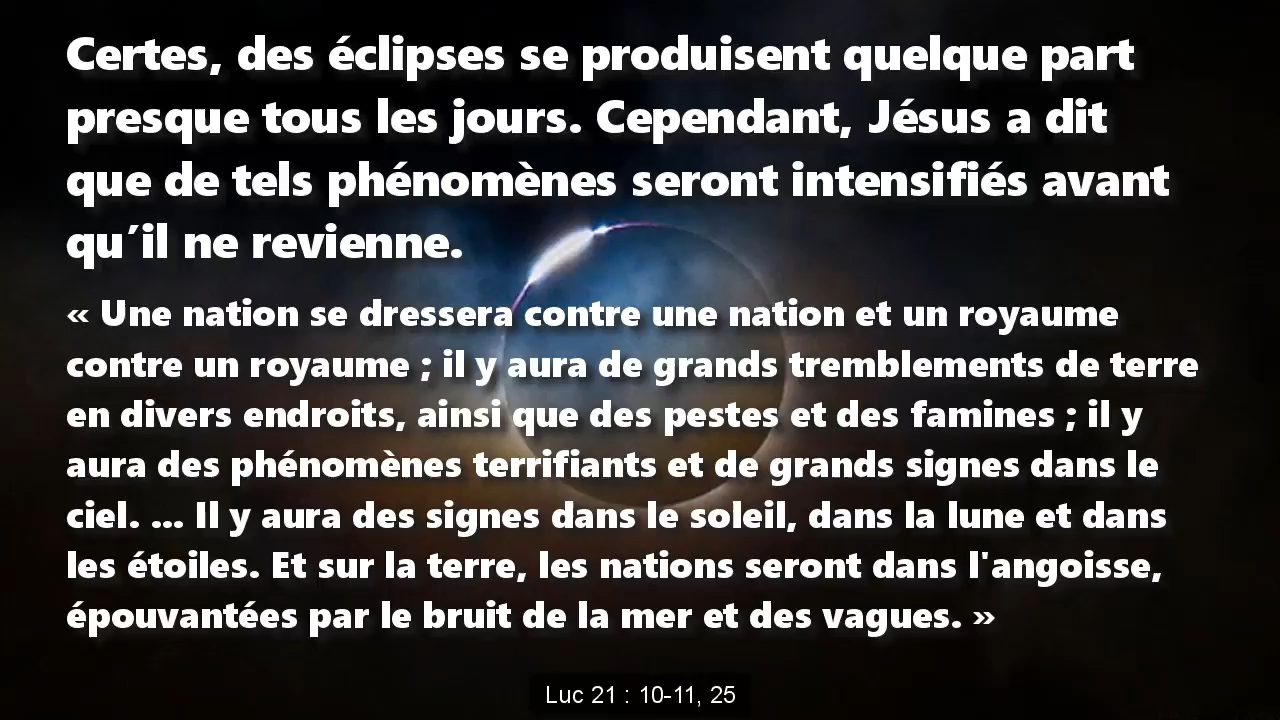 Certes, des éclipses se produisent quelque part
presque tous les jours. Cependant, Jésus a dit
que de tels phénomènes seront intensifiés avant
qu´il ne revienne.
« Une nation se dressera contre une nation et un royaume
contre un royaume ; il y aura de grands tremblements de terre
en divers endroits, ainsi que des pestes et des famines ; il y
aura des phénomènes terrifiants et de grands signes dans le
ciel. ... Il y aura des signes dans le soleil, dans la lune et dans
les étoiles. Et sur la terre, les nations seront dans l'angoisse,
épouvantées par le bruit de la mer et des vagues. »
Luc 21 : 10-11, 25